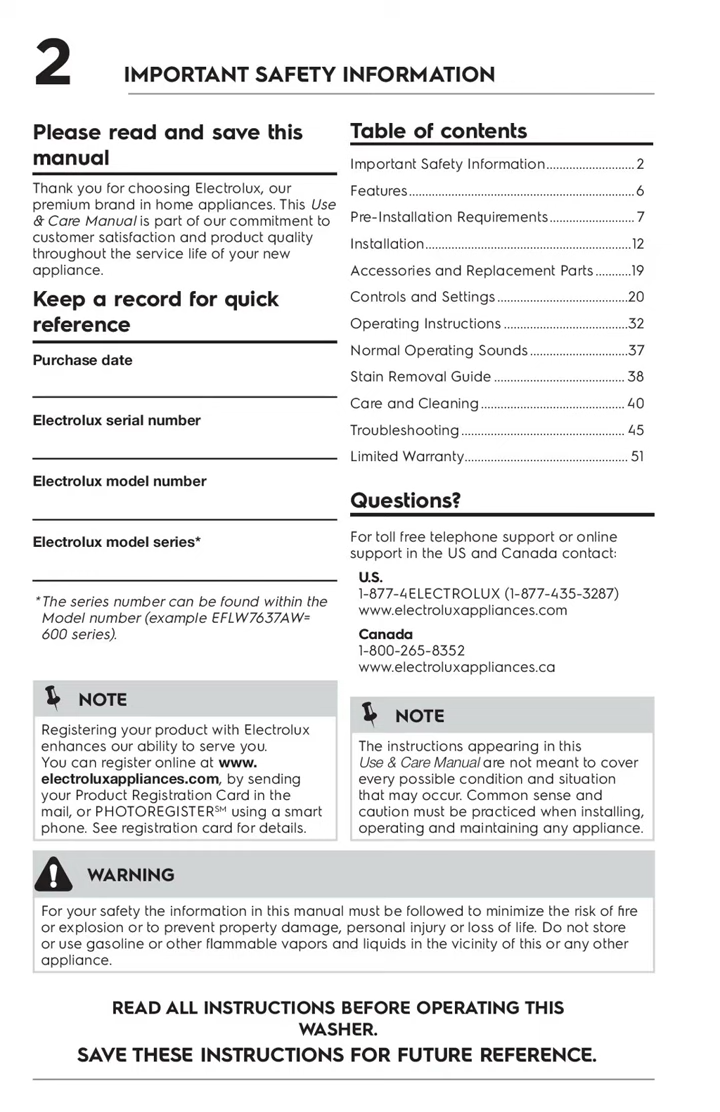 2
IMPORTANT SAFETY INFORMATION
Please read and save this
manual
Thank you for choosing Electrolux, our
premium brand in home appliances. This Use
& Care Manual is part of our commitment to
customer satisfaction and product quality
throughout the service life of your new
appliance.
Keep a record for quick
reference
Purchase date
Electrolux serial number
Electrolux model number
Electrolux model series*
*The series number can be found within the
Model number (example EFLW7637AW=
600 series).
NOTE
Registering your product with Electrolux
enhances our ability to serve you.
You can register online at www.
electroluxappliances.com, by sending
your Product Registration Card in the
mail, or PHOTOREGISTER℠ using a smart
phone. See registration card for details.
Table of contents
Important Safety Information...........................2
Features.....................................................................6
Pre-Installation Requirements..........................7
Installation...............................................................12
Accessories and Replacement Parts...........19
Controls and Settings........................................20
Operating Instructions......................................32
Normal Operating Sounds..............................37
Stain Removal Guide........................................38
Care and Cleaning............................................40
Troubleshooting..................................................45
Limited Warranty..................................................51
Questions?
For toll free telephone support or online
support in the US and Canada contact:
U.S.
1-877-4ELECTROLUX (1-877-435-3287)
www.electroluxappliances.com
Canada
1-800-265-8352
www.electroluxappliances.ca
NOTE
The instructions appearing in this
Use & Care Manual are not meant to cover
every possible condition and situation
that may occur. Common sense and
caution must be practiced when installing,
operating and maintaining any appliance.
WARNING
For your safety the information in this manual must be followed to minimize the risk of fire
or explosion or to prevent property damage, personal injury or loss of life. Do not store
or use gasoline or other flammable vapors and liquids in the vicinity of this or any other
appliance.
READ ALL INSTRUCTIONS BEFORE OPERATING THIS
WASHER.
SAVE THESE INSTRUCTIONS FOR FUTURE REFERENCE.